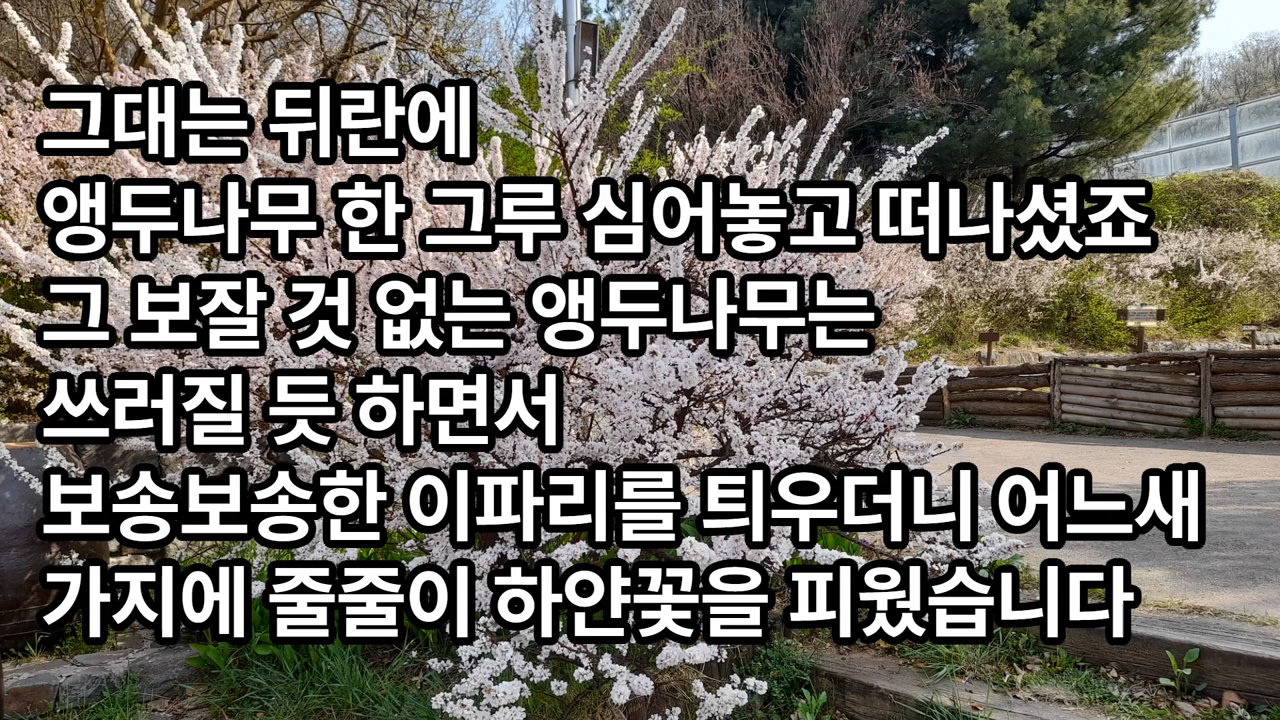 그대는 뒤란에
앵두나무 한 그루 심어놓고 떠나셨죠
그 보잘 것 없는 앵두나무는
쓰러질 듯 하면서
보송보송한 이파리를 틔우더니 어느새
가지에 줄줄이 하얀꽃을 피웠습니다